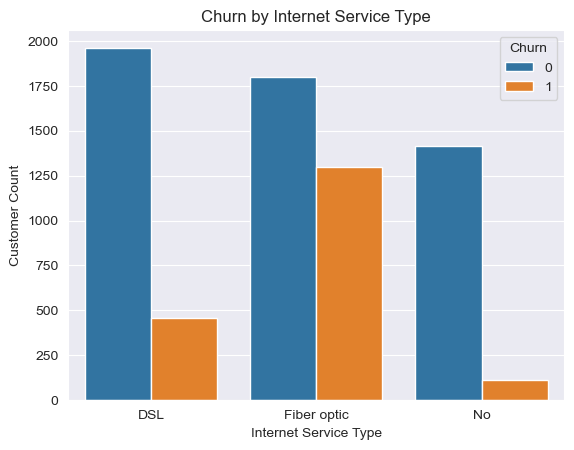 Churn by Internet Service Type
Churn
0
1
2000
1750
1500
1250
1000
750
500
250
0
Customer Count
DSL Fiber optic No
Internet Service Type